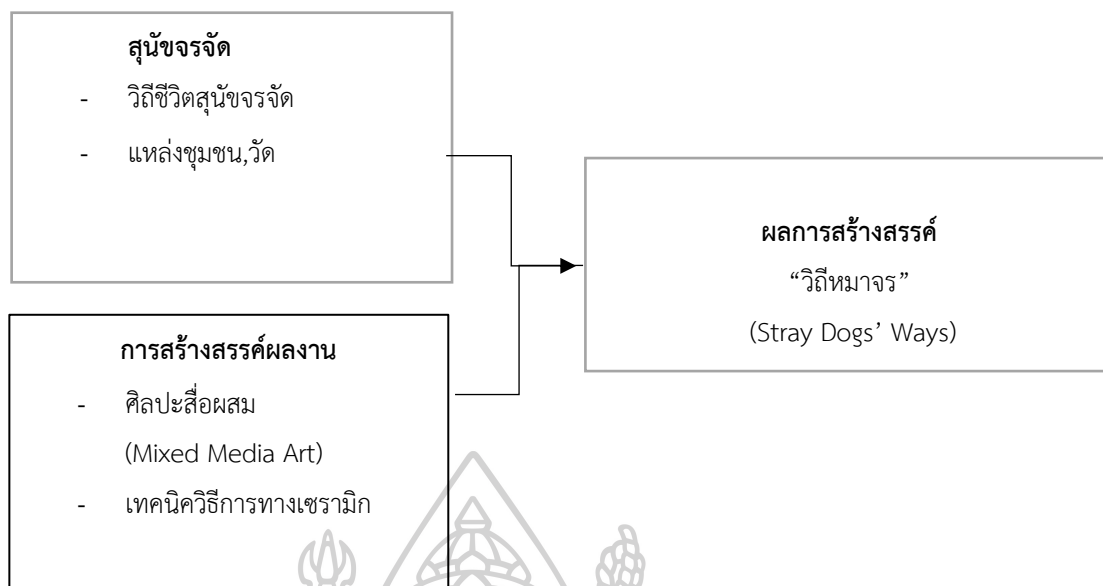 สุนัขจรจัด
- วิถีชีวิตสุนัขจรจัด
- แหล่งชุมชน,วัด
การสร้างสรรค์ผลงาน
- ศิลปะสื่อผสม
(Mixed Media Art)
- เทคนิควิธีการทางเซรามิก
ผลการสร้างสรรค์
“วิถีหมาจร”
(Stray Dogs’ Ways)